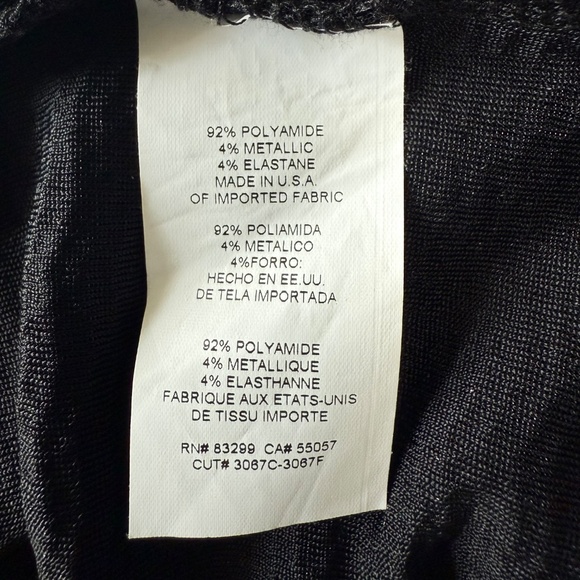 92% POLYAMIDE
4% METALLIC
4% ELASTANE
MADE IN U.S.A.
OF IMPORTED FABRIC
92% POLIAMIDA
4% METALICO
4%FORRO:
HECHO EN EE.UU.
DE TELA IMPORTADA
92% POLYAMIDE
4% METALLIQUE
4% ELASTHANNE
FABRIQUE AUX ETATS-UNIS
DE TISSU IMPORTE
RN# 83299 CA# 55057
CUT# 3067C-3067F